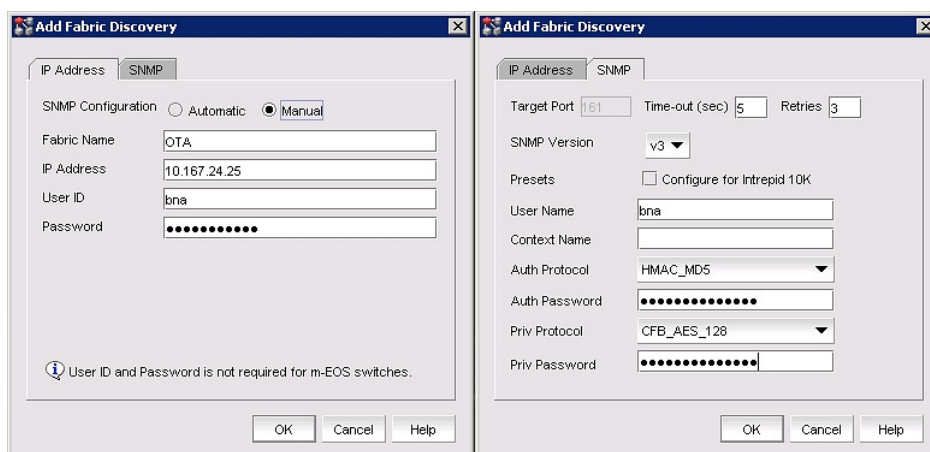 Add Fabric Discovery
IP Address SNMP
SNMP Configuration Automatic Manual
Fabric Name OTA
IP Address 10.167.24.25
User ID bna
Password •••••••••••
User ID and Password is not required for m-EOS switches.
OK Cancel Help
Add Fabric Discovery
IP Address SNMP
Target Port 161 Time-out (sec) 5 Retries 3
SNMP Version v3
Presets Configure for Intrepid 10K
User Name bna
Context Name
Auth Protocol HMAC_MD5
Auth Password ••••••••••••••
Priv Protocol CFB_AES_128
Priv Password ••••••••••••••
OK Cancel Help